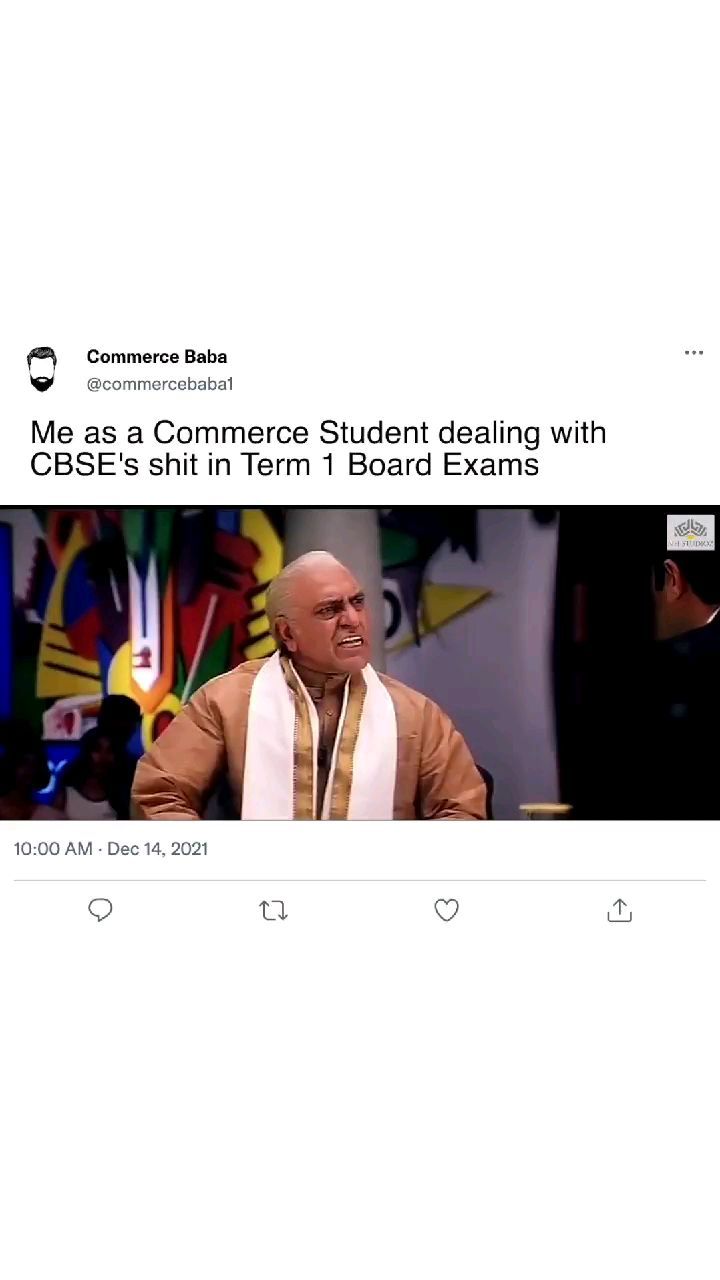 Commerce Baba
@commercebaba1
Me as a Commerce Student dealing with
CBSE's shit in Term 1 Board Exams
10:00 AM · Dec 14, 2021